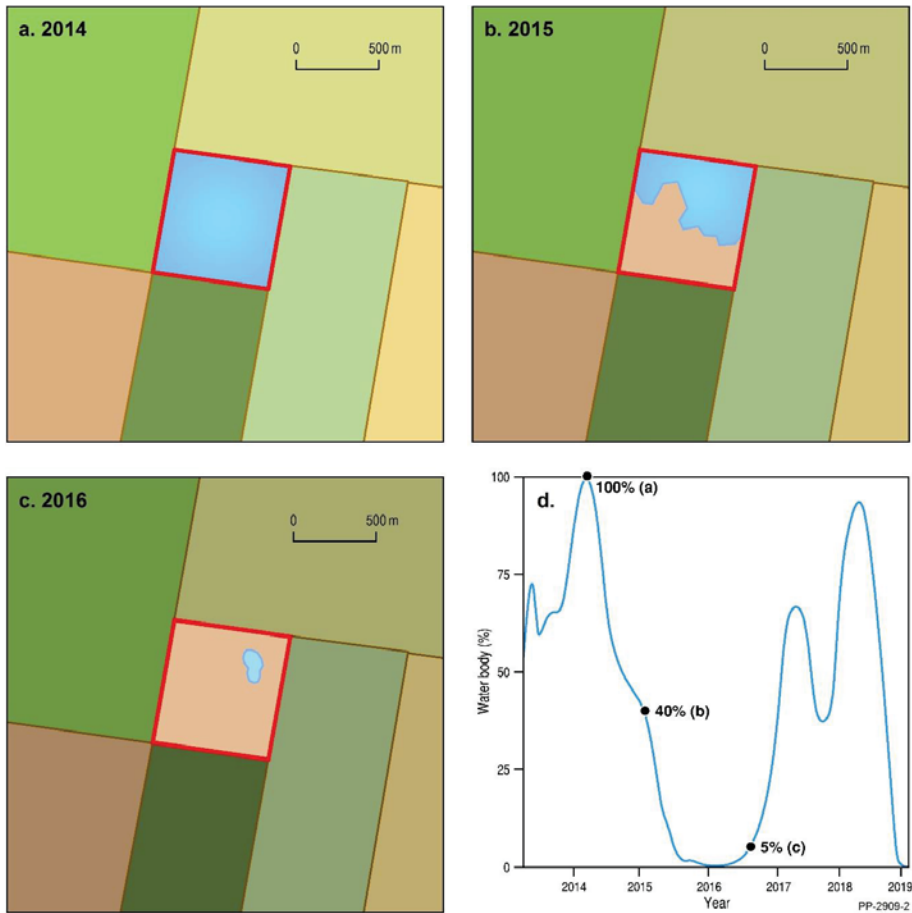 a. 2014
0 500 m
b. 2015
0 500 m
c. 2016
0 500 m
d.
100
75
50
25
0
Water body (%)
100% (a)
40% (b)
5% (c)
2014 2015 2016 2017 2018 2019
Year
PP-2909-2